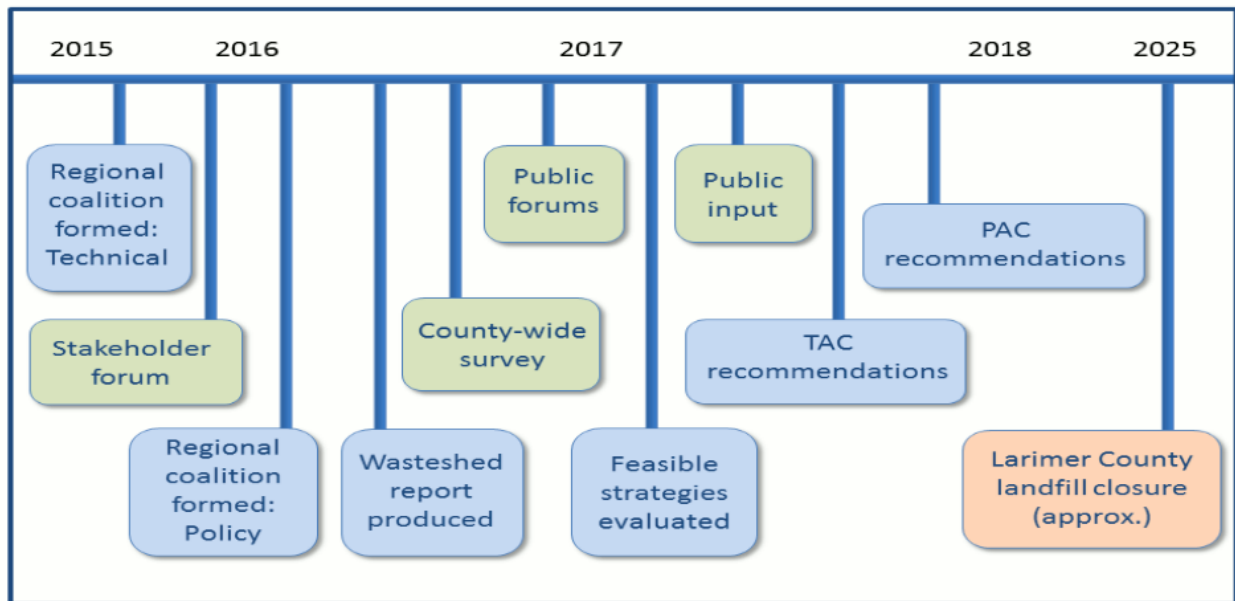 2015
2016
2017
2018
2025
Regional
coalition
formed:
Technical
Stakeholder
forum
Regional
coalition
formed:
Policy
Wasteshed
report
produced
County-wide
survey
Public
forums
Feasible
strategies
evaluated
Public
input
TAC
recommendations
PAC
recommendations
Larimer County
landfill closure
(approx.)